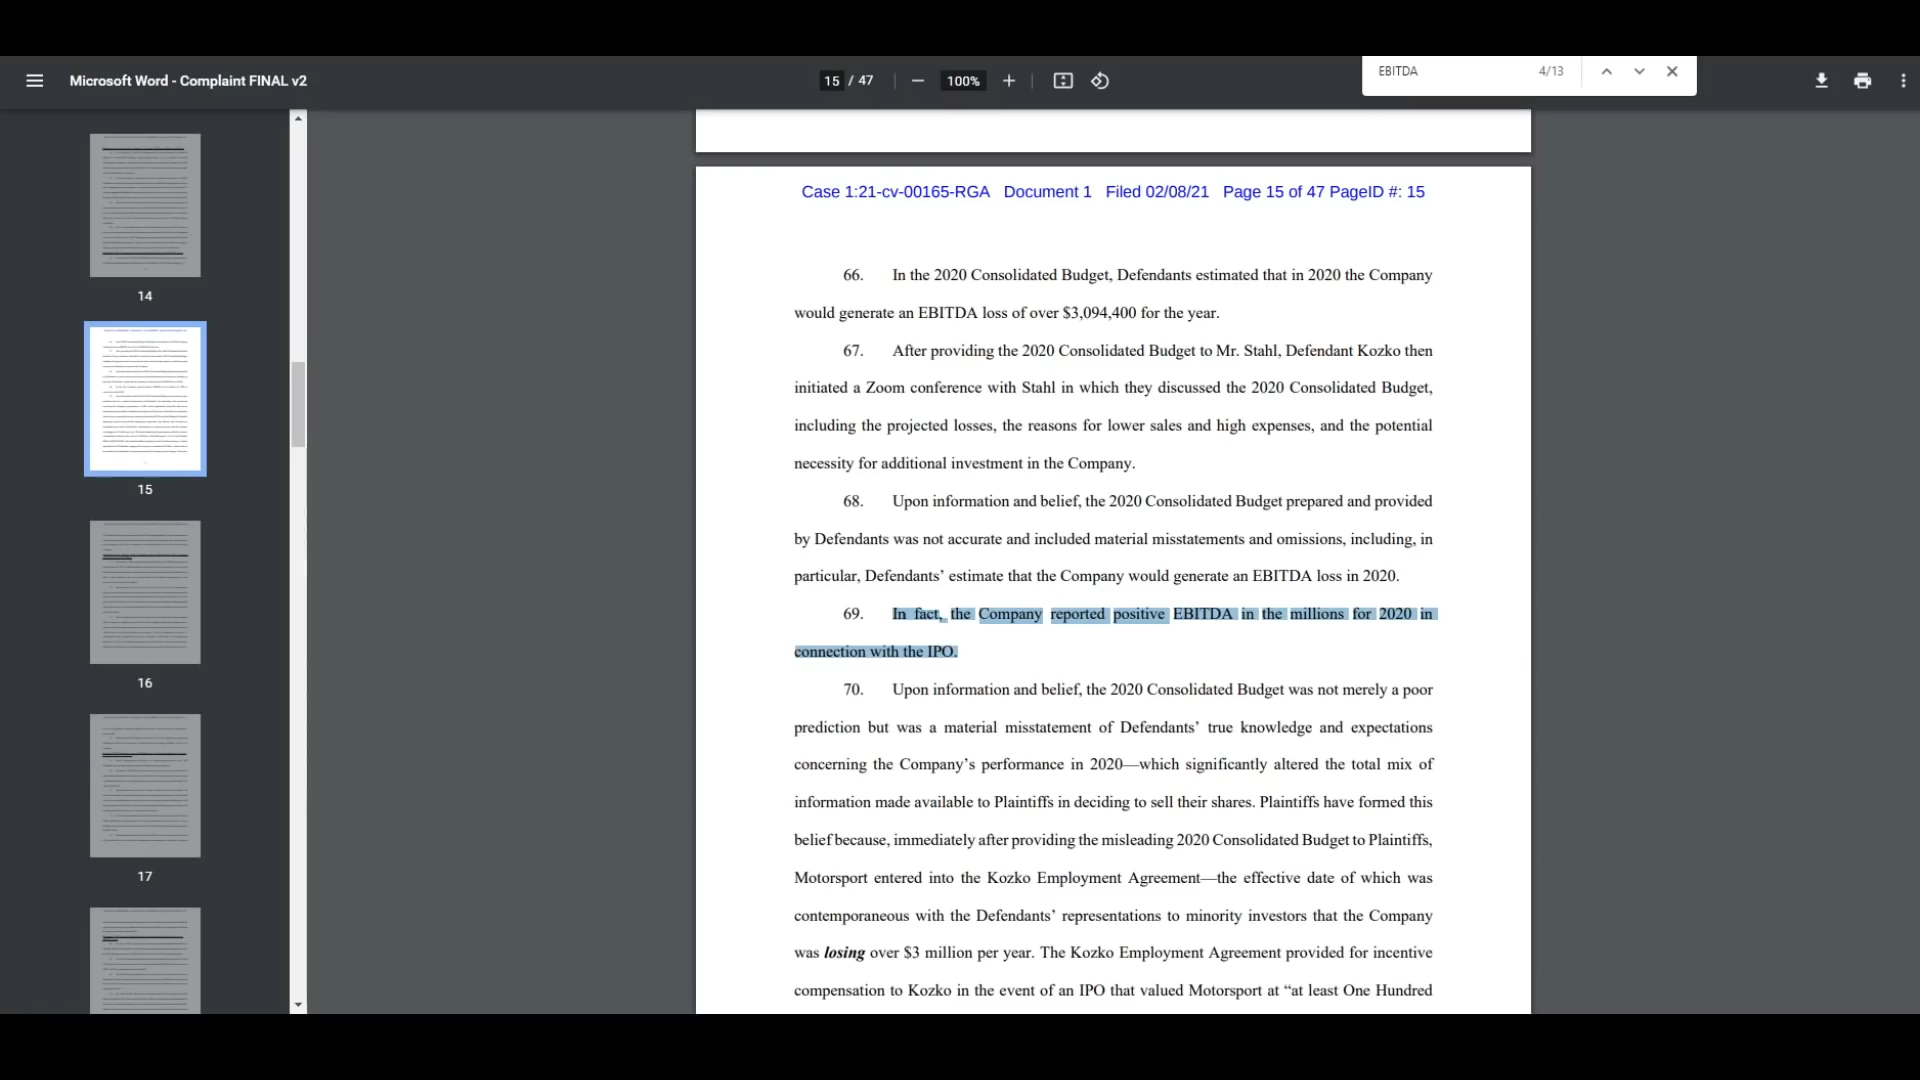 Microsoft Word - Complaint FINAL v2
15 / 47
100%
EBITDA
4/13
14
15
16
17
Case 1:21-cv-00165-RGA Document 1 Filed 02/08/21 Page 15 of 47 PageID #: 15
66. In the 2020 Consolidated Budget, Defendants estimated that in 2020 the Company
would generate an EBITDA loss of over $3,094,400 for the year.
67. After providing the 2020 Consolidated Budget to Mr. Stahl, Defendant Kozko then
initiated a Zoom conference with Stahl in which they discussed the 2020 Consolidated Budget,
including the projected losses, the reasons for lower sales and high expenses, and the potential
necessity for additional investment in the Company.
68. Upon information and belief, the 2020 Consolidated Budget prepared and provided
by Defendants was not accurate and included material misstatements and omissions, including, in
particular, Defendants’ estimate that the Company would generate an EBITDA loss in 2020.
69. In fact, the Company reported positive EBITDA in the millions for 2020 in
connection with the IPO.
70. Upon information and belief, the 2020 Consolidated Budget was not merely a poor
prediction but was a material misstatement of Defendants’ true knowledge and expectations
concerning the Company’s performance in 2020—which significantly altered the total mix of
information made available to Plaintiffs in deciding to sell their shares. Plaintiffs have formed this
belief because, immediately after providing the misleading 2020 Consolidated Budget to Plaintiffs,
Motorsport entered into the Kozko Employment Agreement—the effective date of which was
contemporaneous with the Defendants’ representations to minority investors that the Company
was losing over $3 million per year. The Kozko Employment Agreement provided for incentive
compensation to Kozko in the event of an IPO that valued Motorsport at “at least One Hundred